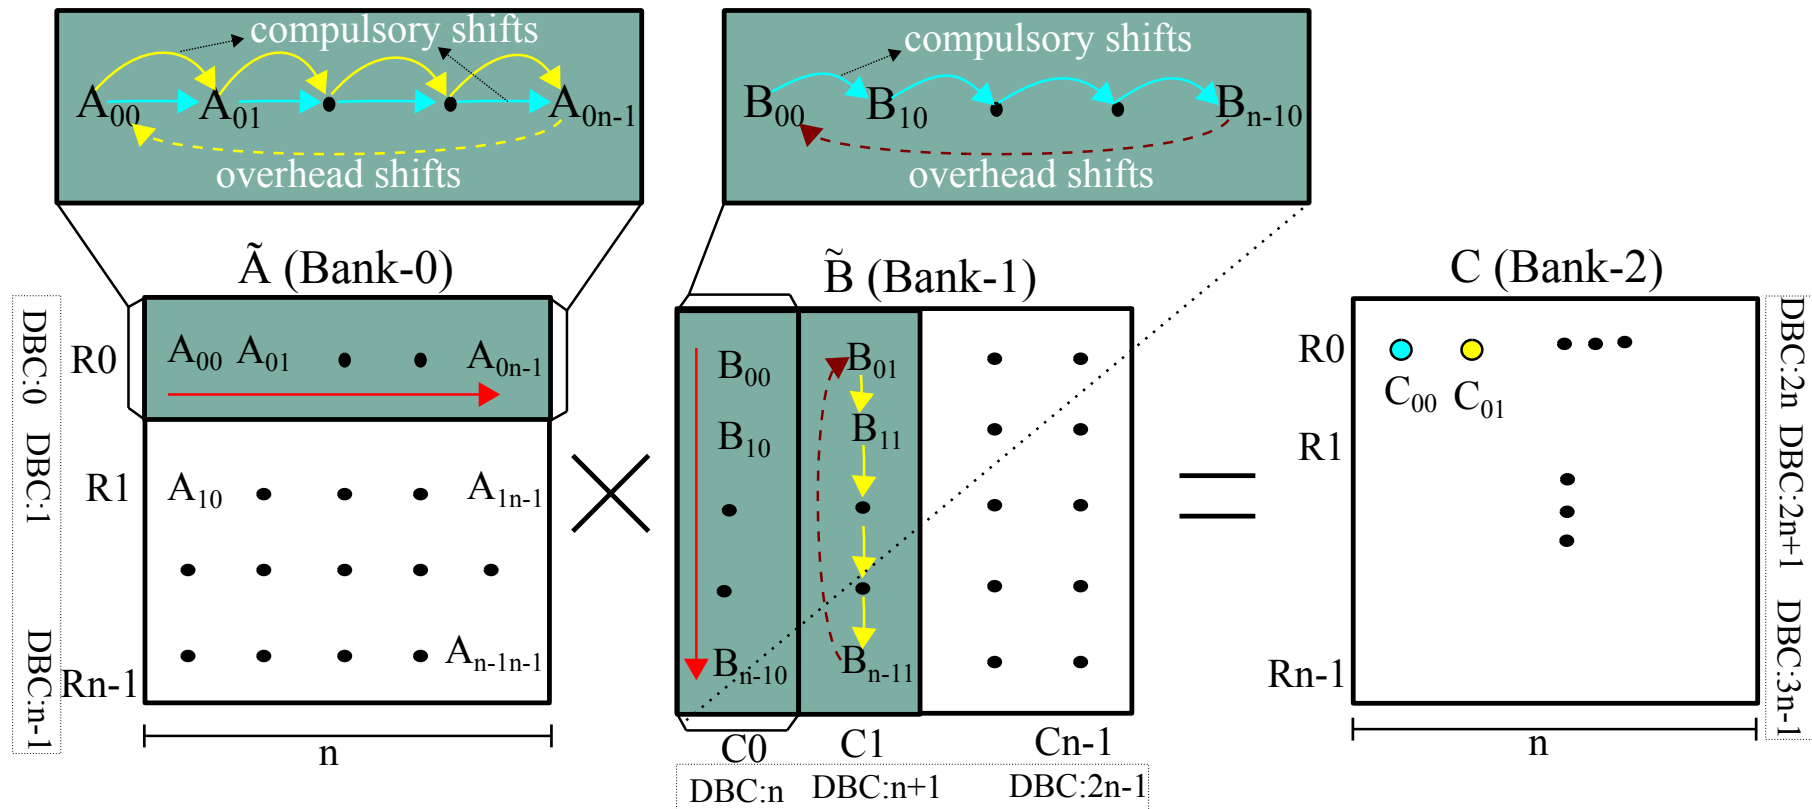 compulsory shifts
A00 A01 A0n-1
overhead shifts
compulsory shifts
B00 B10 Bn-10
overhead shifts
Ã (Bank-0)
B̃ (Bank-1)
C (Bank-2)
DBC:0 DBC:1 DBC:n-1
R0
R1
Rn-1
A00 A01 A0n-1
A10 A1n-1
An-1n-1
n
B00 B01
B10 B11
Bn-10 Bn-11
C0 C1 Cn-1
DBC:n DBC:n+1 DBC:2n-1
R0
R1
Rn-1
C00 C01
n
DBC:2n DBC:2n+1 DBC:3n-1